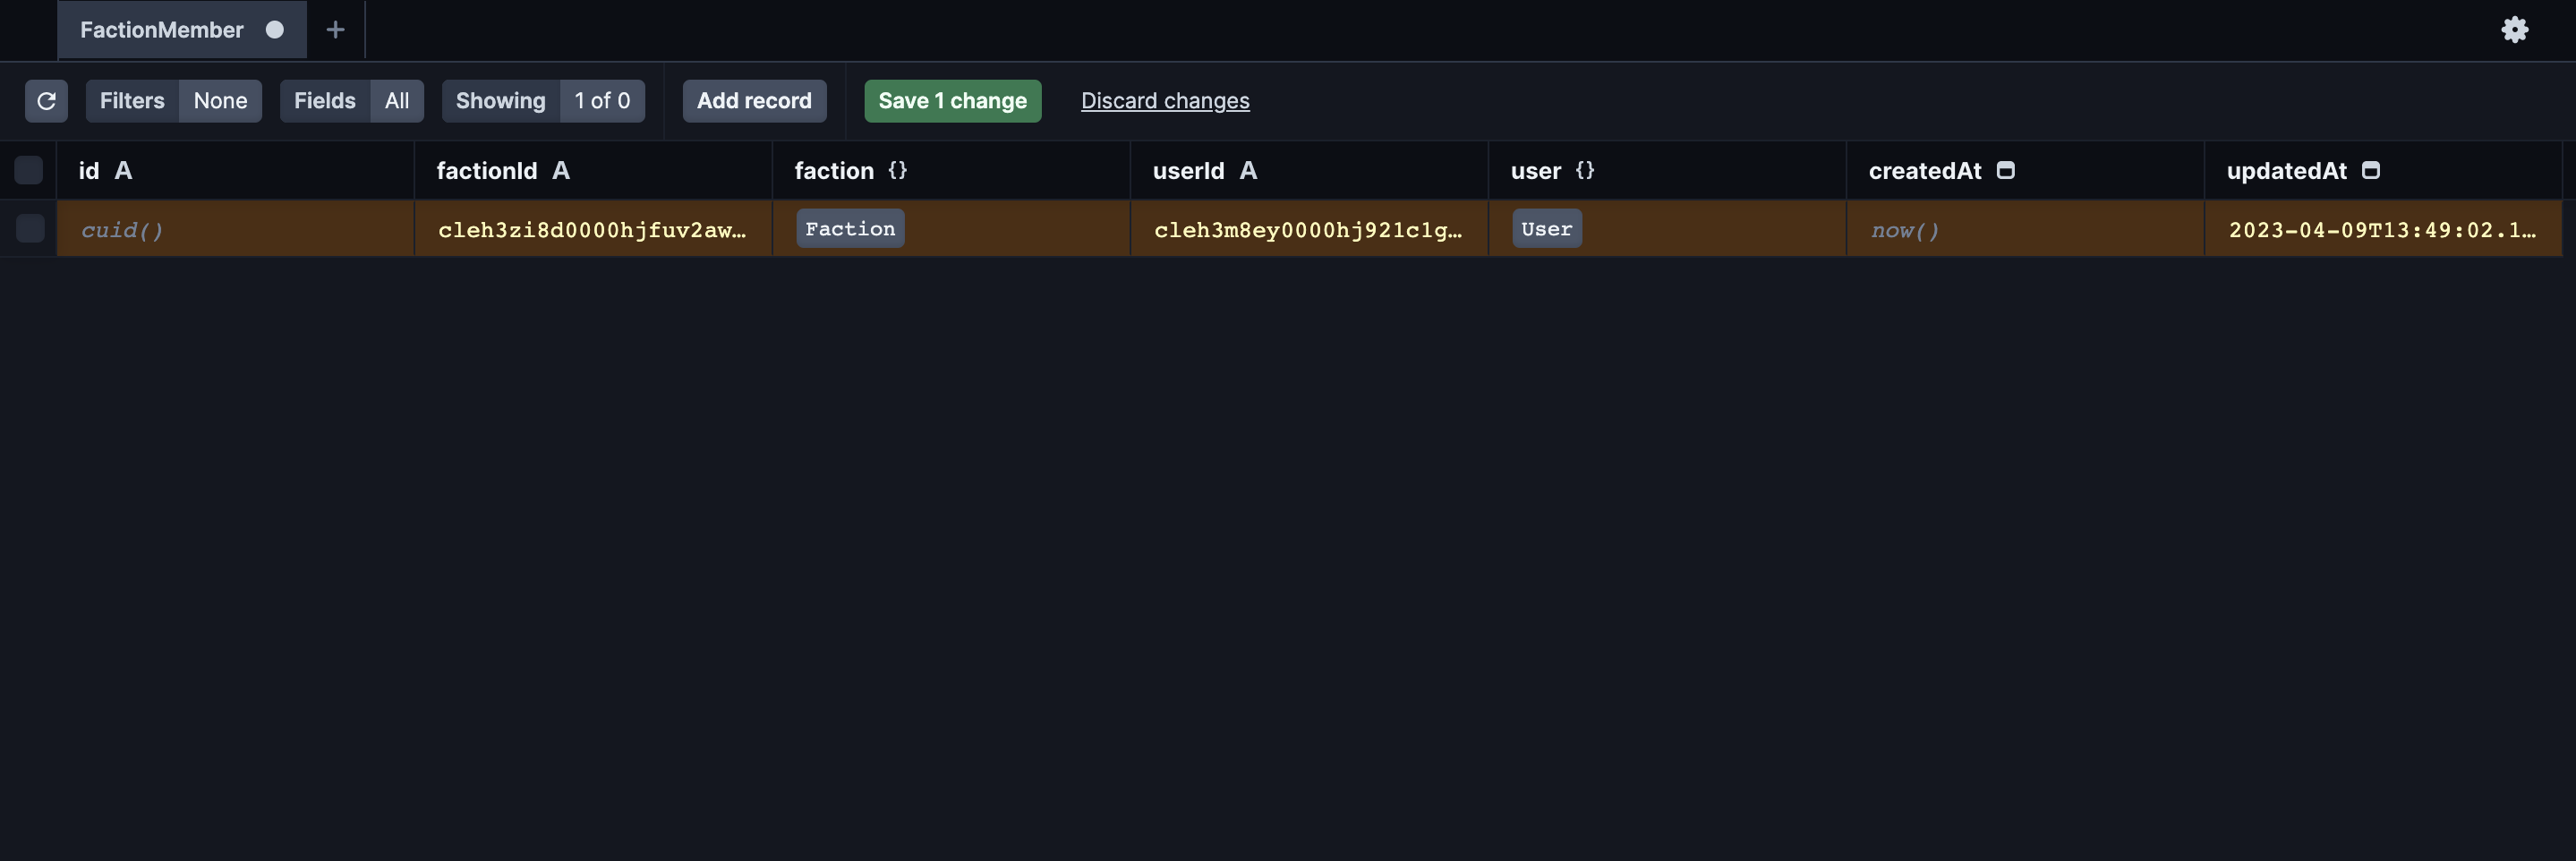 FactionMember
Filters None Fields All Showing 1 of 0 Add record Save 1 change Discard changes
id A factionId A faction {} userId A user {} createdAt updatedAt
cuid() cleh3zi8d0000hjfuv2aw… Faction cleh3m8ey0000hj921c1g… User now() 2023-04-09T13:49:02.1…